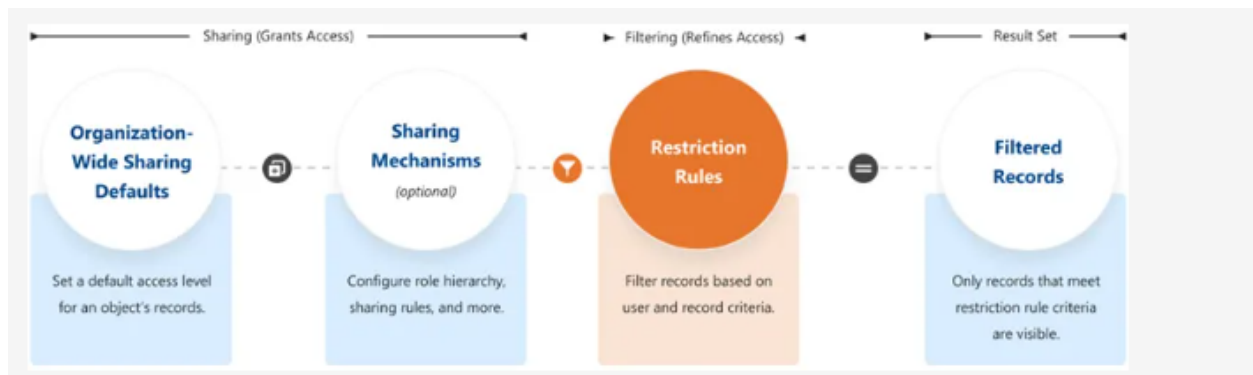 Sharing (Grants Access)
Filtering (Refines Access)
Result Set
Organization-
Wide Sharing
Defaults
Set a default access level
for an object's records.
Sharing
Mechanisms
(optional)
Configure role hierarchy,
sharing rules, and more.
Restriction
Rules
Filter records based on
user and record criteria.
Filtered
Records
Only records that meet
restriction rule criteria
are visible.